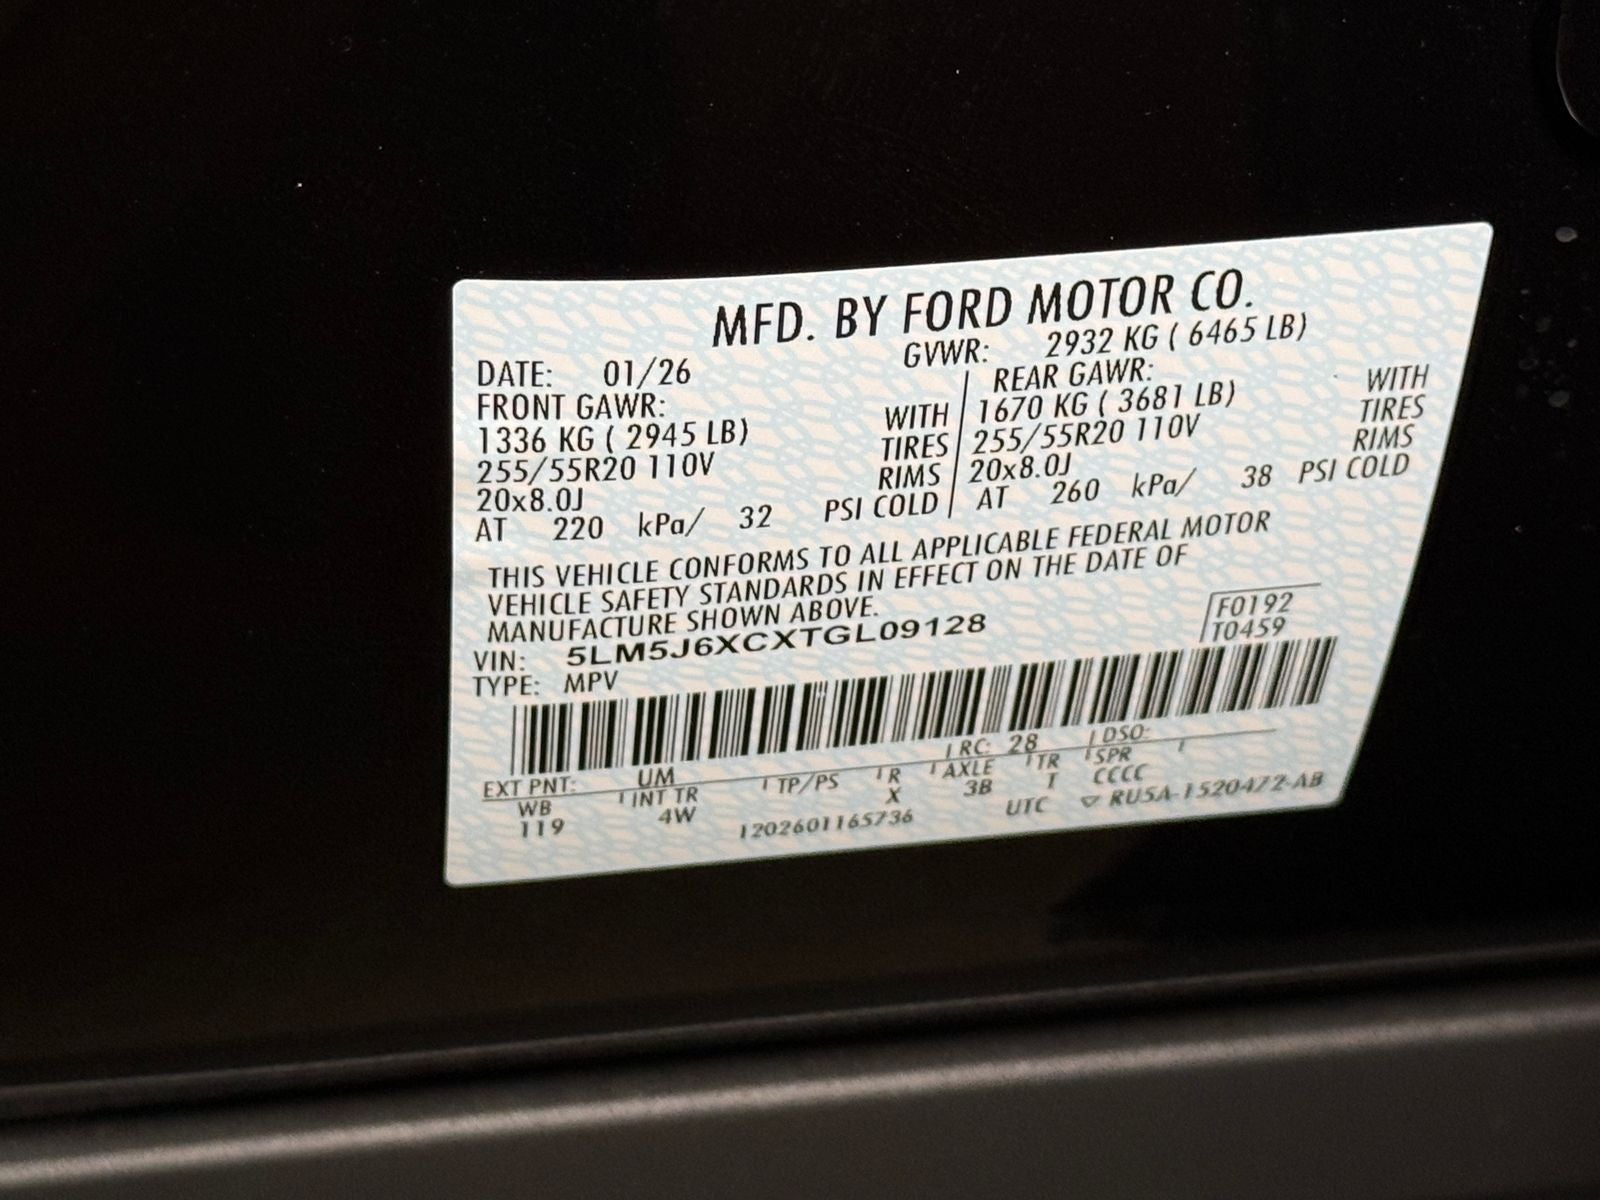 MFD. BY FORD MOTOR CO.
DATE: 01/26 GVWR: 2932 KG ( 6465 LB)
FRONT GAWR: REAR GAWR:
1336 KG ( 2945 LB) WITH 1670 KG ( 3681 LB) WITH
255/55R20 110V TIRES 255/55R20 110V TIRES
20x8.0J RIMS 20x8.0J RIMS
AT 220 kPa/ 32 PSI COLD AT 260 kPa/ 38 PSI COLD
THIS VEHICLE CONFORMS TO ALL APPLICABLE FEDERAL MOTOR
VEHICLE SAFETY STANDARDS IN EFFECT ON THE DATE OF
MANUFACTURE SHOWN ABOVE.
F0192
VIN: 5LM5J6XCXTGL09128 T0459
TYPE: MPV
EXT PNT: UM RC: 28 DSO:
WB INT TR TP/PS R AXLE TR SPR
119 4W X 3B T CCCC
1202601165736 UTC ▽ RU5A-1520472-AB